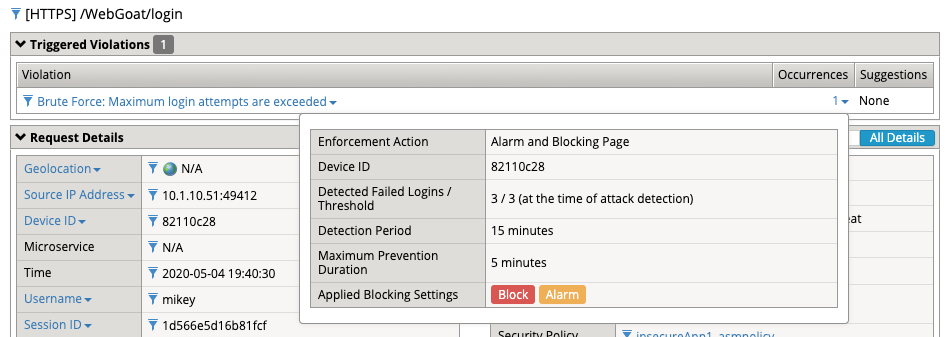 [HTTPS] /WebGoat/login
Triggered Violations 1
Violation Occurrences Suggestions
Brute Force: Maximum login attempts are exceeded 1 None
Request Details All Details
Enforcement Action Alarm and Blocking Page
Geolocation N/A
Device ID 82110c28
Source IP Address 10.1.10.51:49412
Detected Failed Logins /
Threshold
3 / 3 (at the time of attack detection)
Device ID 82110c28
eat
Detection Period 15 minutes
Microservice N/A
Maximum Prevention
Duration
5 minutes
Time 2020-05-04 19:40:30
Applied Blocking Settings Block Alarm
Username mikey
Session ID 1d566e5d16b81fcf
Security Policy insecureApp1_asmpolicy